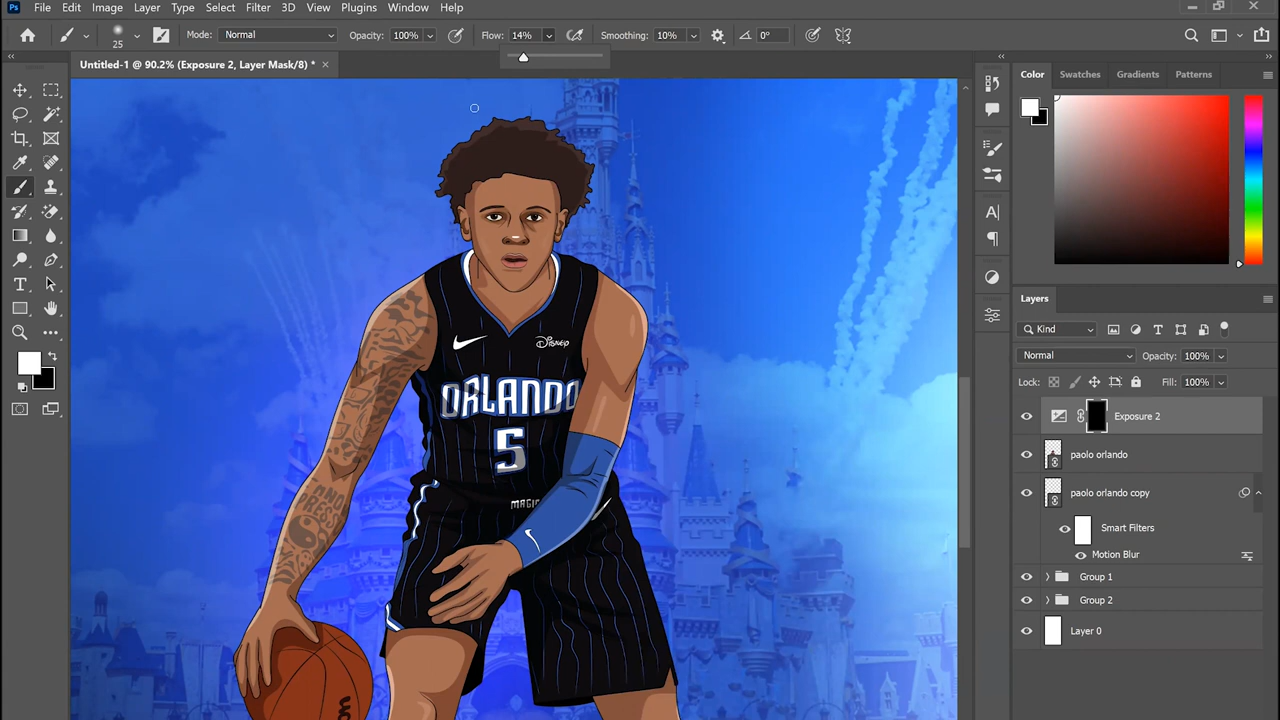 Ps File Edit Image Layer Type Select Filter 3D View Plugins Window Help
25 Mode: Normal Opacity: 100% Flow: 14% Smoothing: 10% 0°
Untitled-1 @ 90.2% (Exposure 2, Layer Mask/8) *
Color Swatches Gradients Patterns
Layers
Kind
Normal Opacity: 100%
Lock: Fill: 100%
Exposure 2
paolo orlando
paolo orlando copy
Smart Filters
Motion Blur
Group 1
Group 2
Layer 0
Disney
ORLANDO
5
MAGIC